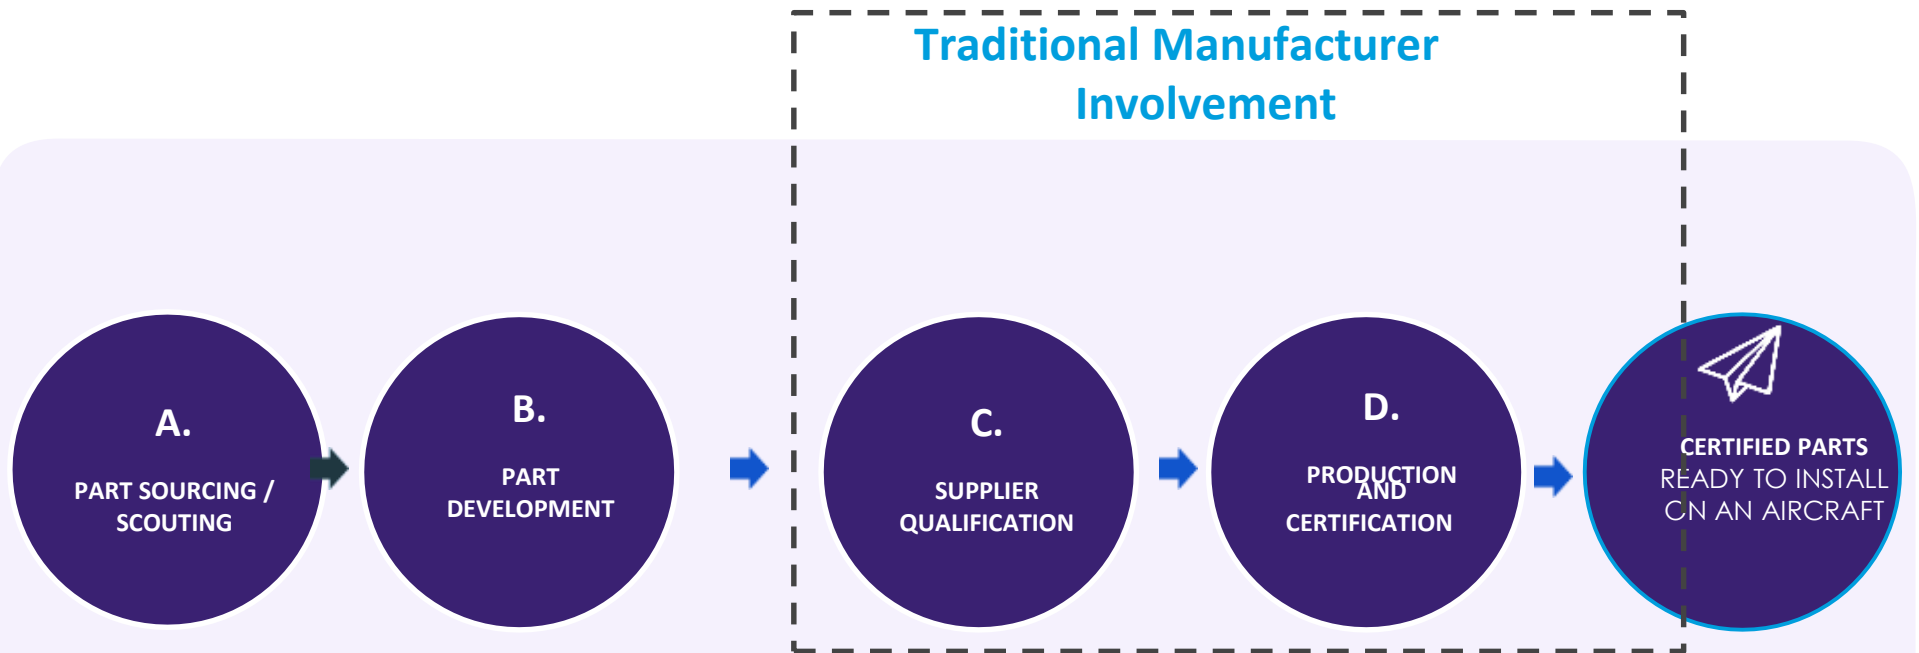 Traditional Manufacturer
Involvement
A.
PART SOURCING /
SCOUTING
B.
PART
DEVELOPMENT
C.
SUPPLIER
QUALIFICATION
D.
PRODUCTION
AND
CERTIFICATION
CERTIFIED PARTS
READY TO INSTALL
ON AN AIRCRAFT